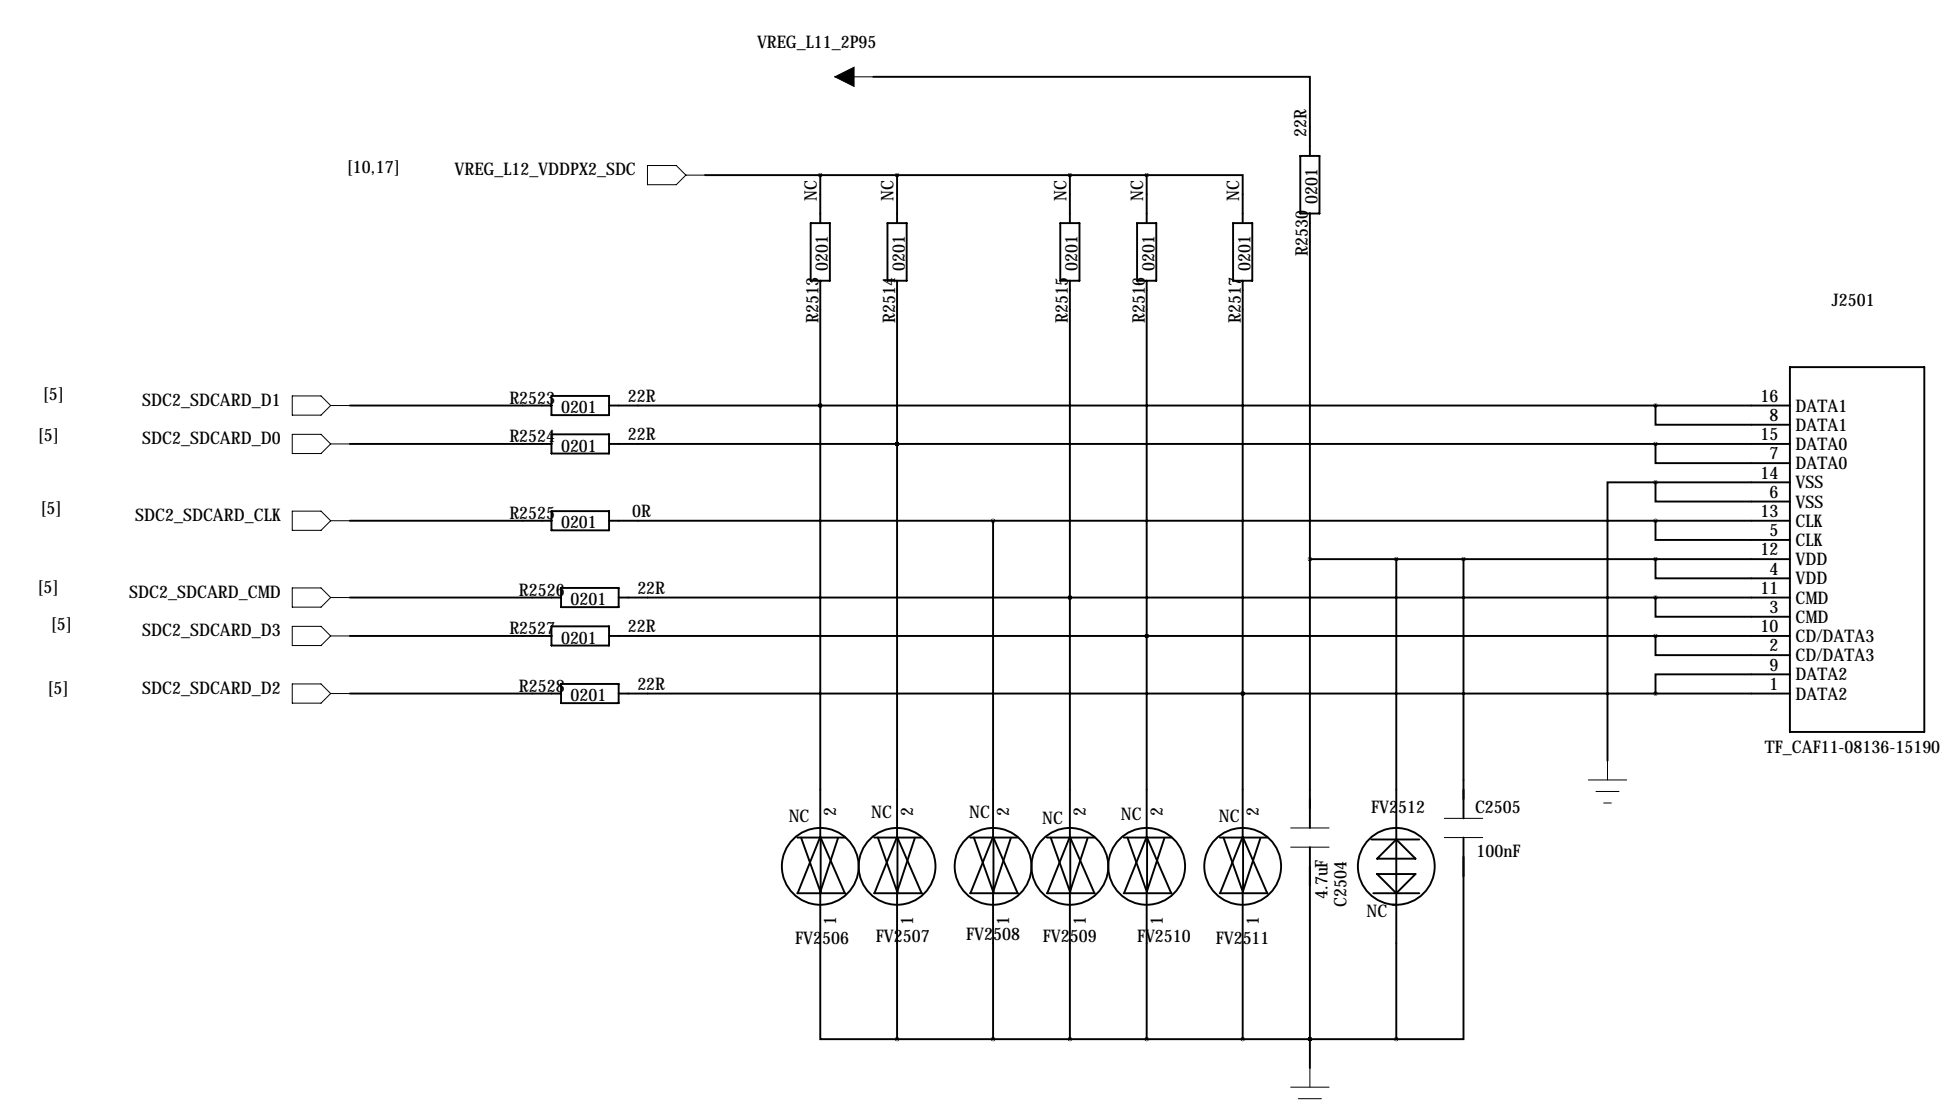 VREG_L11_2P95
22R
0201
R2530
[10,17] VREG_L12_VDDPX2_SDC
NC NC NC NC NC
0201 0201 0201 0201 0201
R2513 R2514 R2515 R2516 R2517
J2501
[5] SDC2_SDCARD_D1 R2523 0201 22R
[5] SDC2_SDCARD_D0 R2524 0201 22R
[5] SDC2_SDCARD_CLK R2525 0201 0R
[5] SDC2_SDCARD_CMD R2526 0201 22R
[5] SDC2_SDCARD_D3 R2527 0201 22R
[5] SDC2_SDCARD_D2 R2528 0201 22R
16 DATA1
8 DATA1
15 DATA0
7 DATA0
14 VSS
6 VSS
13 CLK
5 CLK
12 VDD
4 VDD
11 CMD
3 CMD
10 CD/DATA3
2 CD/DATA3
9 DATA2
1 DATA2
TF_CAF11-08136-15190
NC 2 NC 2 NC 2 NC 2 NC 2 NC 2
1 1 1 1 1 1
FV2506 FV2507 FV2508 FV2509 FV2510 FV2511
4.7uF
C2504
FV2512
NC
C2505
100nF